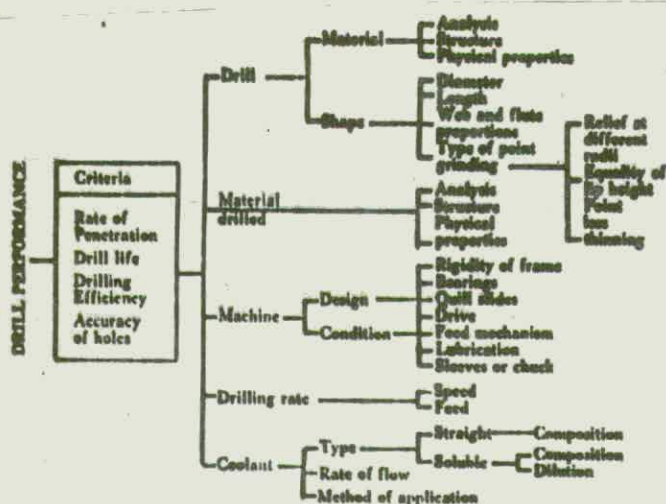 DRILL PERFORMANCE
Criteria
Rate of
Penetration
Drill life
Drilling
Efficiency
Accuracy
of holes
Drill
Material
Analysis
Structure
Physical properties
Shape
Diameter
Length
Web and flute
proportions
Type of point
grinding
Relief at
different
radii
Equality of
lip height
Point
thinning
Material
drilled
Analysis
Structure
Physical
properties
Machine
Design
Condition
Rigidity of frame
Bearings
Quill slides
Drive
Feed mechanism
Lubrication
Sleeves or chuck
Drilling rate
Speed
Feed
Coolant
Type
Straight
Composition
Soluble
Composition
Dilution
Rate of flow
Method of application